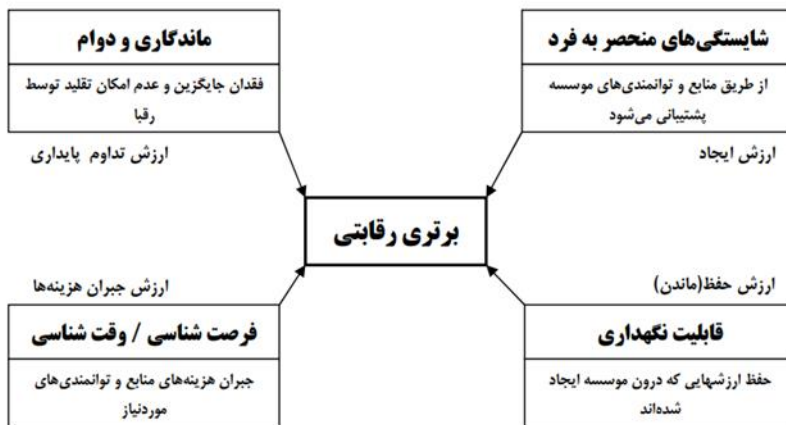 شایستگی‌های منحصر به فرد
از طریق منابع و توانمندی‌های موسسه
پشتیبانی می‌شود
ارزش ایجاد
ماندگاری و دوام
فقدان جایگزین و عدم امکان تقلید توسط
رقبا
ارزش تداوم پایداری
برتری رقابتی
ارزش حفظ(ماندن)
قابلیت نگهداری
حفظ ارزشهایی که درون موسسه ایجاد
شده‌اند
ارزش جبران هزینه‌ها
فرصت شناسی / وقت شناسی
جبران هزینه‌های منابع و توانمندی‌های
موردنیاز